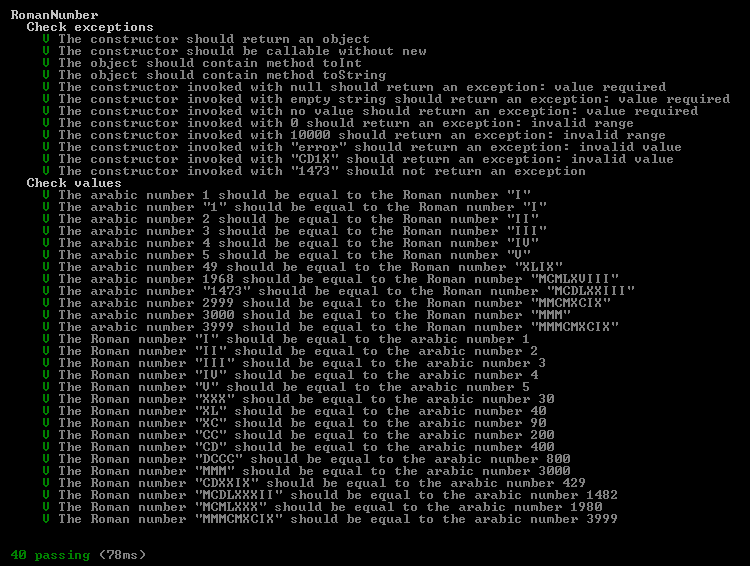 RomanNumber
Check exceptions
V The constructor should return an object
V The constructor should be callable without new
V The object should contain method toInt
V The object should contain method toString
V The constructor invoked with null should return an exception: value required
V The constructor invoked with empty string should return an exception: value required
V The constructor invoked with no value should return an exception: value required
V The constructor invoked with 0 should return an exception: invalid range
V The constructor invoked with 10000 should return an exception: invalid range
V The constructor invoked with "error" should return an exception: invalid value
V The constructor invoked with "CD1X" should return an exception: invalid value
V The constructor invoked with "1473" should not return an exception
Check values
V The arabic number 1 should be equal to the Roman number "I"
V The arabic number "1" should be equal to the Roman number "I"
V The arabic number 2 should be equal to the Roman number "II"
V The arabic number 3 should be equal to the Roman number "III"
V The arabic number 4 should be equal to the Roman number "IV"
V The arabic number 5 should be equal to the Roman number "V"
V The arabic number 49 should be equal to the Roman number "XLIX"
V The arabic number 1968 should be equal to the Roman number "MCMLXVIII"
V The arabic number "1473" should be equal to the Roman number "MCDLXXIII"
V The arabic number 2999 should be equal to the Roman number "MMCMXCIX"
V The arabic number 3000 should be equal to the Roman number "MMM"
V The arabic number 3999 should be equal to the Roman number "MMMCMXCIX"
V The Roman number "I" should be equal to the arabic number 1
V The Roman number "II" should be equal to the arabic number 2
V The Roman number "III" should be equal to the arabic number 3
V The Roman number "IV" should be equal to the arabic number 4
V The Roman number "V" should be equal to the arabic number 5
V The Roman number "XXX" should be equal to the arabic number 30
V The Roman number "XL" should be equal to the arabic number 40
V The Roman number "XC" should be equal to the arabic number 90
V The Roman number "CC" should be equal to the arabic number 200
V The Roman number "CD" should be equal to the arabic number 400
V The Roman number "DCCC" should be equal to the arabic number 800
V The Roman number "MMM" should be equal to the arabic number 3000
V The Roman number "CDXXIX" should be equal to the arabic number 429
V The Roman number "MCDLXXXII" should be equal to the arabic number 1482
V The Roman number "MCMLXXX" should be equal to the arabic number 1980
V The Roman number "MMMCMXCIX" should be equal to the arabic number 3999
40 passing (78ms)